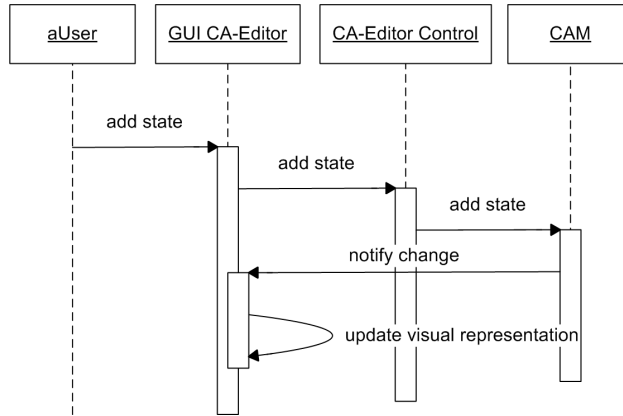 aUser
GUI CA-Editor
CA-Editor Control
CAM
add state
add state
add state
notify change
update visual representation